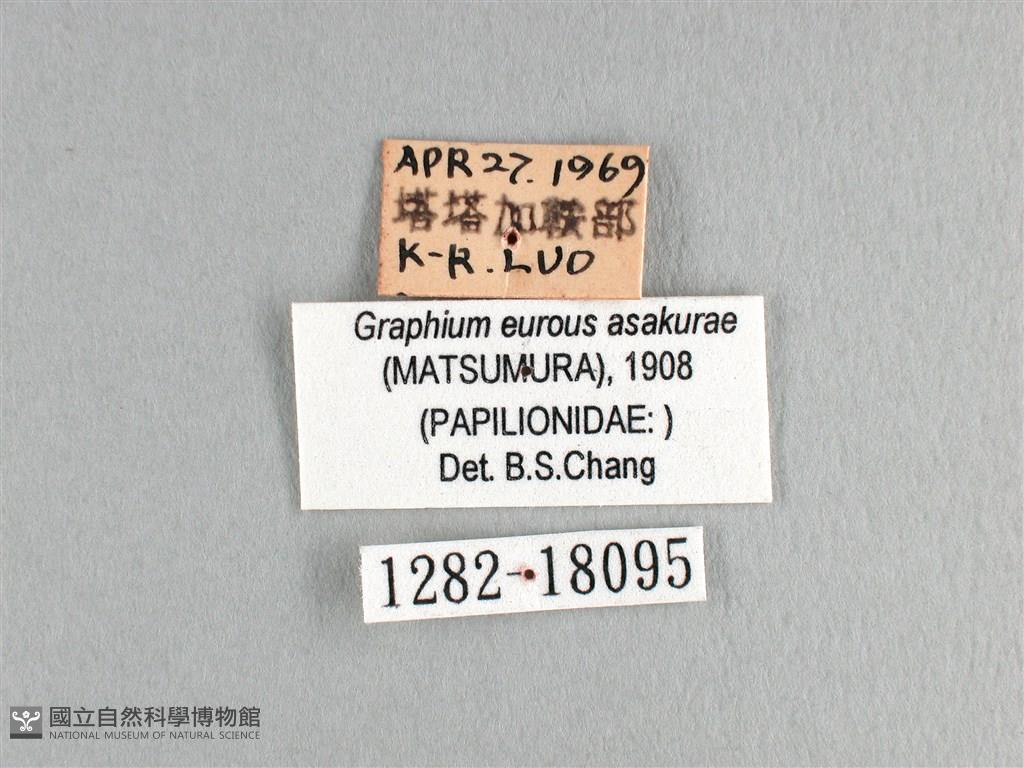 APR 27. 1969
塔塔加鞍部
K-R. LUO
Graphium eurous asakurae
(MATSUMURA), 1908
(PAPILIONIDAE: )
Det. B.S.Chang
1282-18095
國立自然科學博物館
NATIONAL MUSEUM OF NATURAL SCIENCE